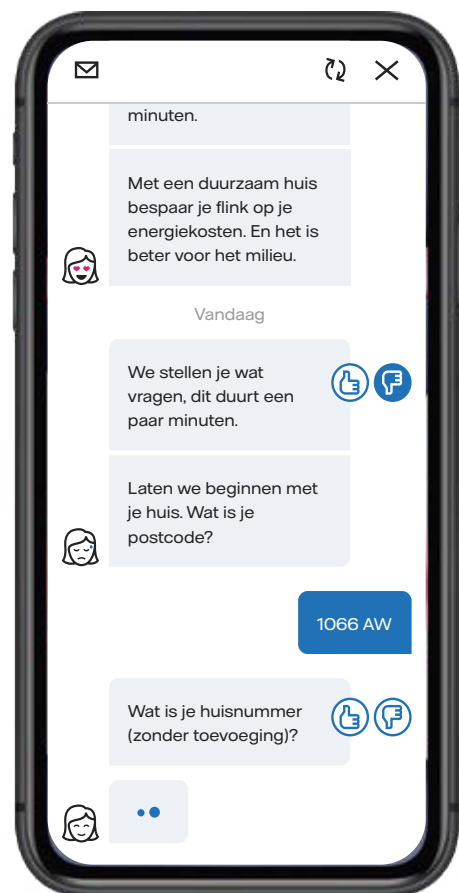 minuten.
Met een duurzaam huis
bespaar je flink op je
energiekosten. En het is
beter voor het milieu.
Vandaag
We stellen je wat
vragen, dit duurt een
paar minuten.
Laten we beginnen met
je huis. Wat is je
postcode?
1066 AW
Wat is je huisnummer
(zonder toevoeging)?